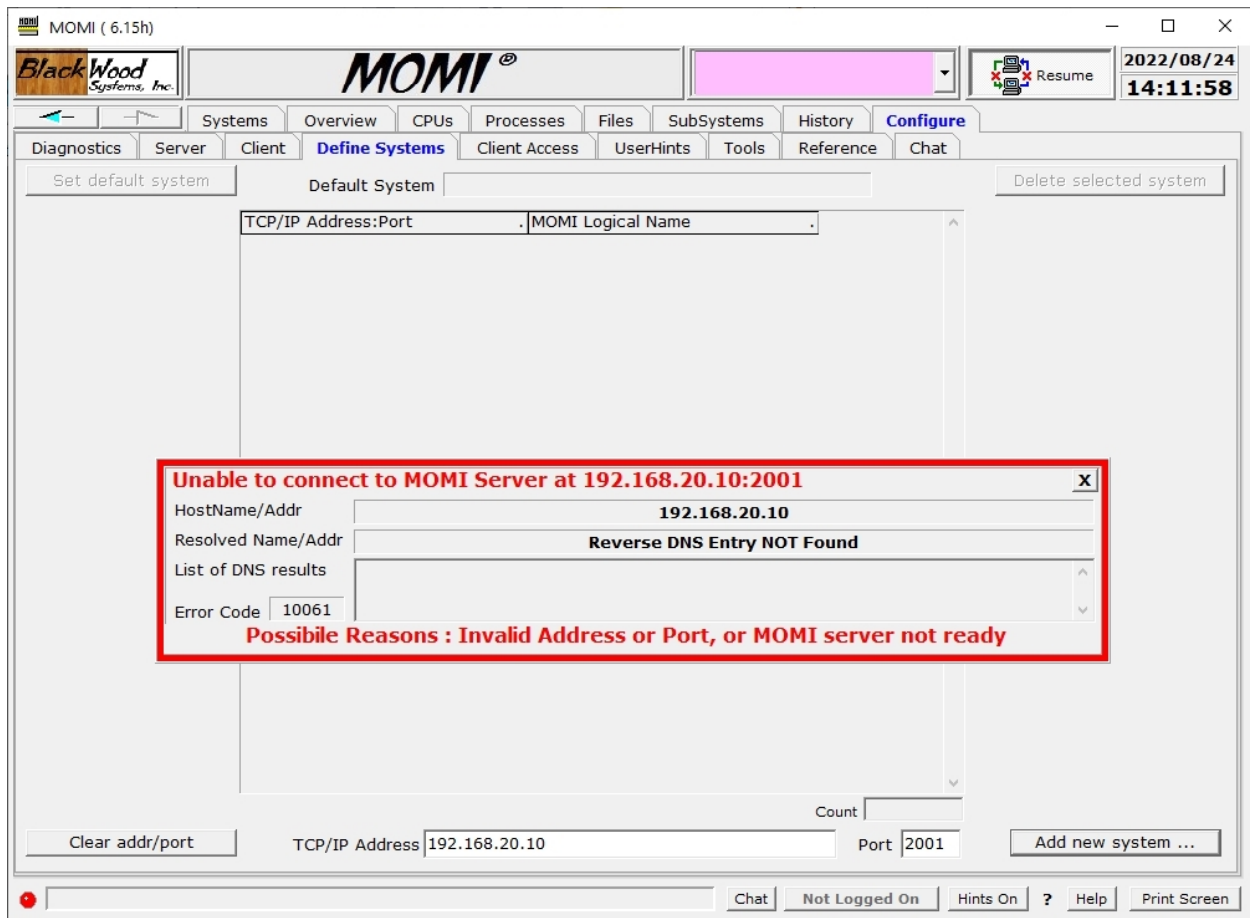 MOMI ( 6.15h)
BlackWood Systems, Inc.
MOMI ®
Resume
2022/08/24
14:11:58
Systems Overview CPUs Processes Files SubSystems History Configure
Diagnostics Server Client Define Systems Client Access UserHints Tools Reference Chat
Set default system Default System Delete selected system
TCP/IP Address:Port . MOMI Logical Name .
Unable to connect to MOMI Server at 192.168.20.10:2001 X
HostName/Addr 192.168.20.10
Resolved Name/Addr Reverse DNS Entry NOT Found
List of DNS results
Error Code 10061
Possibile Reasons : Invalid Address or Port, or MOMI server not ready
Count
Clear addr/port TCP/IP Address 192.168.20.10 Port 2001 Add new system ...
Chat Not Logged On Hints On ? Help Print Screen